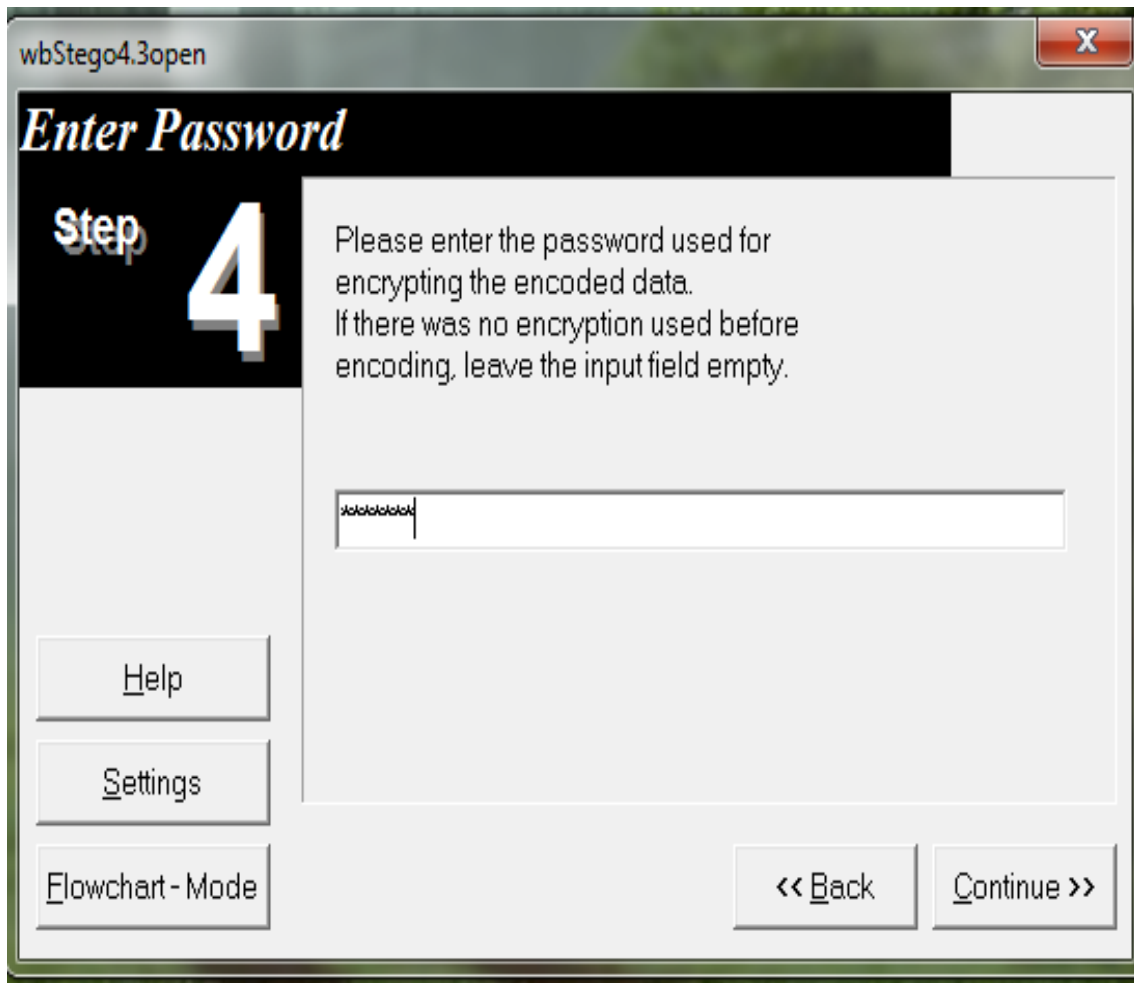 wbStego4.3open
X
Enter Password
Step
4
Please enter the password used for
encrypting the encoded data.
If there was no encryption used before
encoding, leave the input field empty.
********
Help
Settings
Flowchart - Mode
<< Back
Continue >>